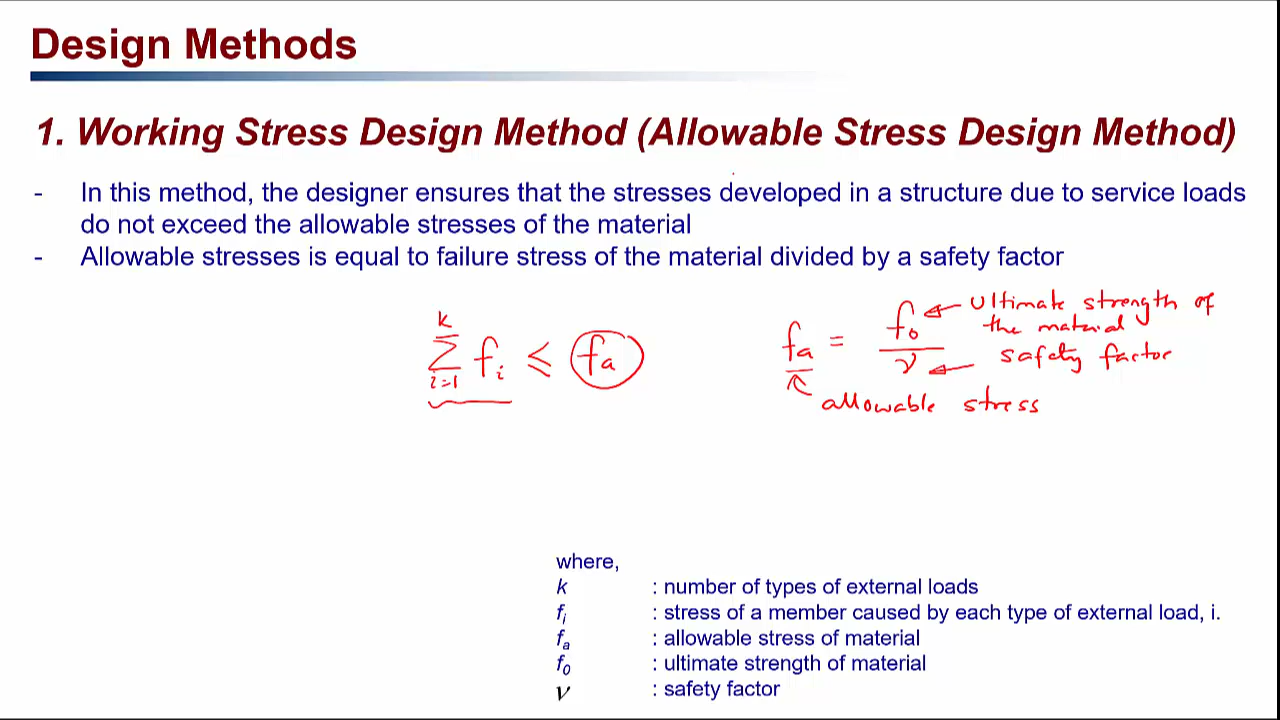 Design Methods
1. Working Stress Design Method (Allowable Stress Design Method)
- In this method, the designer ensures that the stresses developed in a structure due to service loads
do not exceed the allowable stresses of the material
- Allowable stresses is equal to failure stress of the material divided by a safety factor
k
Σ fi ≤ fa
i=1
fa = fo / ν
Ultimate strength of
the material
safety factor
allowable stress
where,
k : number of types of external loads
fi : stress of a member caused by each type of external load, i.
fa : allowable stress of material
f0 : ultimate strength of material
ν : safety factor